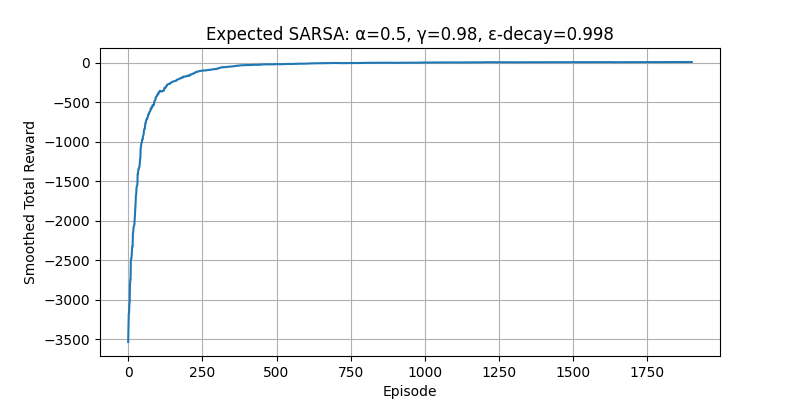 Expected SARSA: α=0.5, γ=0.98, ε-decay=0.998
Smoothed Total Reward
0
−500
−1000
−1500
−2000
−2500
−3000
−3500
0 250 500 750 1000 1250 1500 1750
Episode